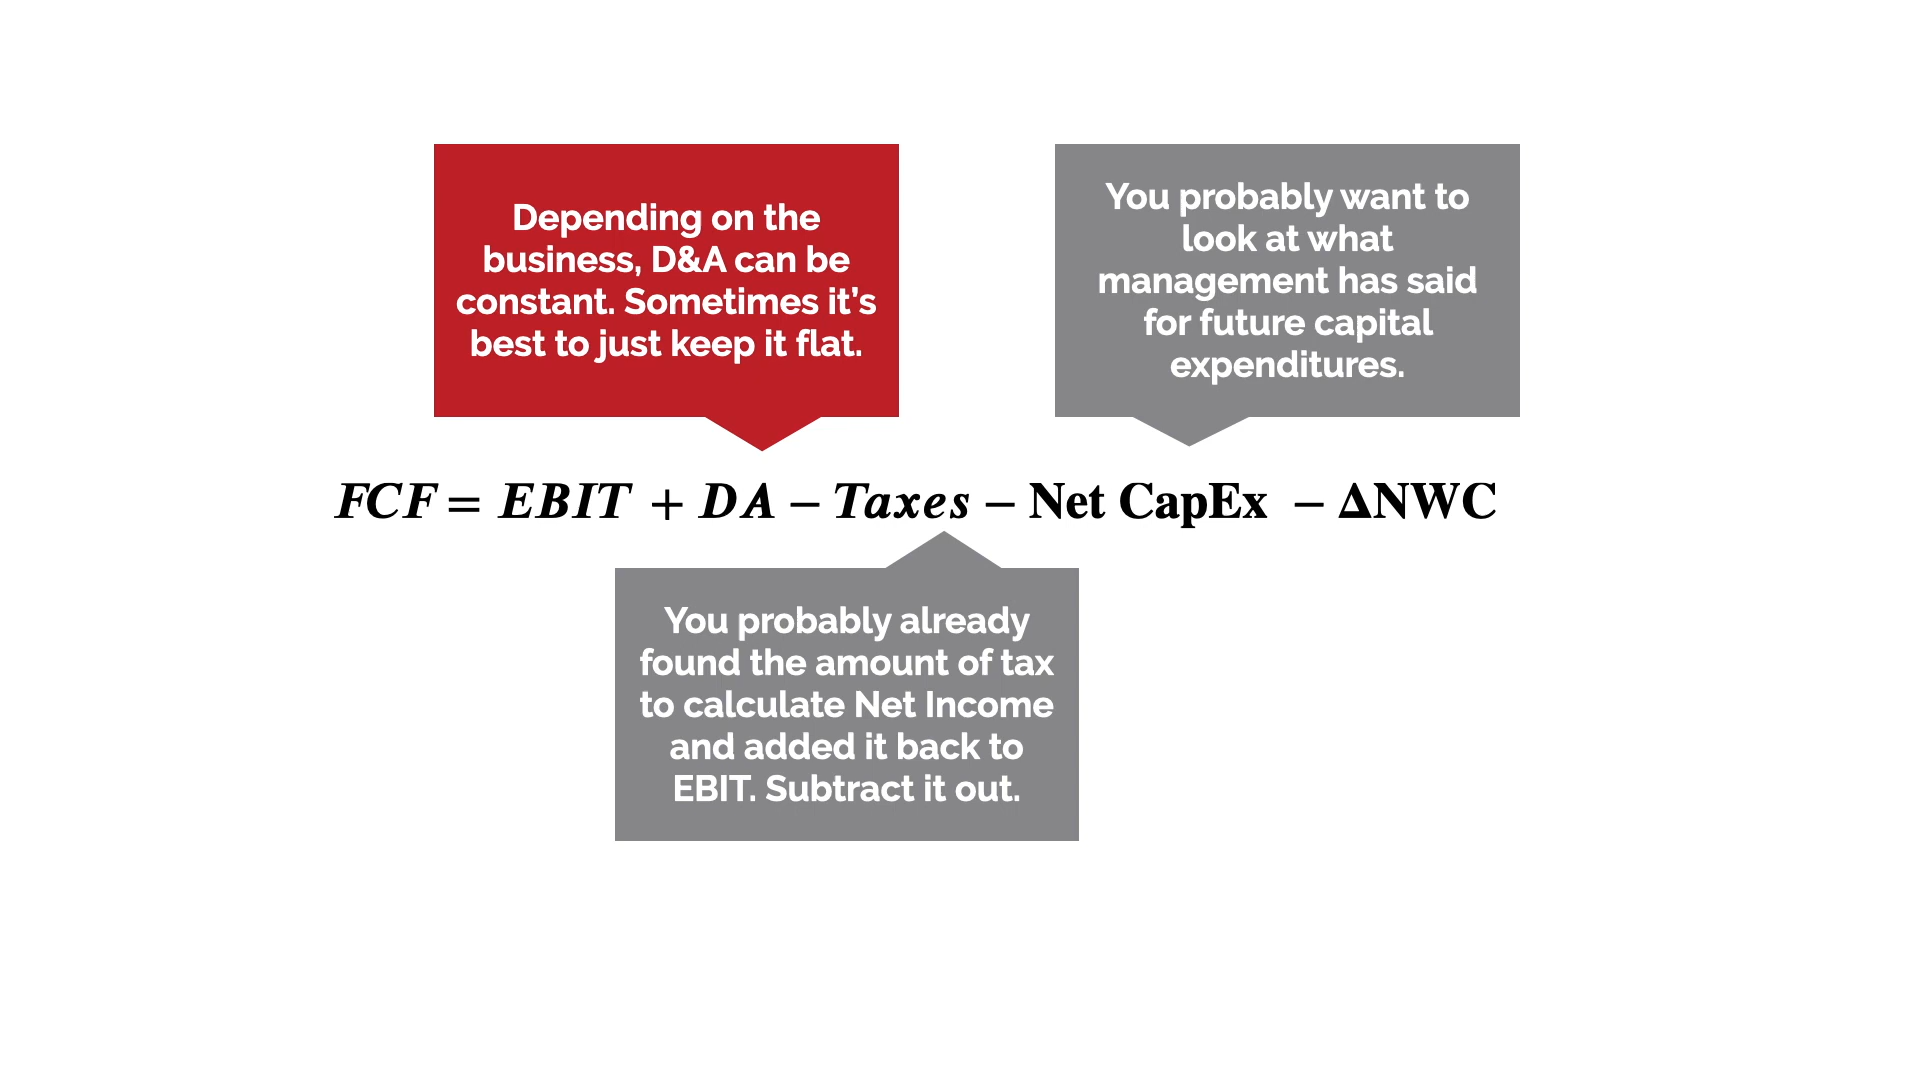 Depending on the
business, D&A can be
constant. Sometimes it’s
best to just keep it flat.
You probably want to
look at what
management has said
for future capital
expenditures.
FCF = EBIT + DA – Taxes – Net CapEx – ΔNWC
You probably already
found the amount of tax
to calculate Net Income
and added it back to
EBIT. Subtract it out.